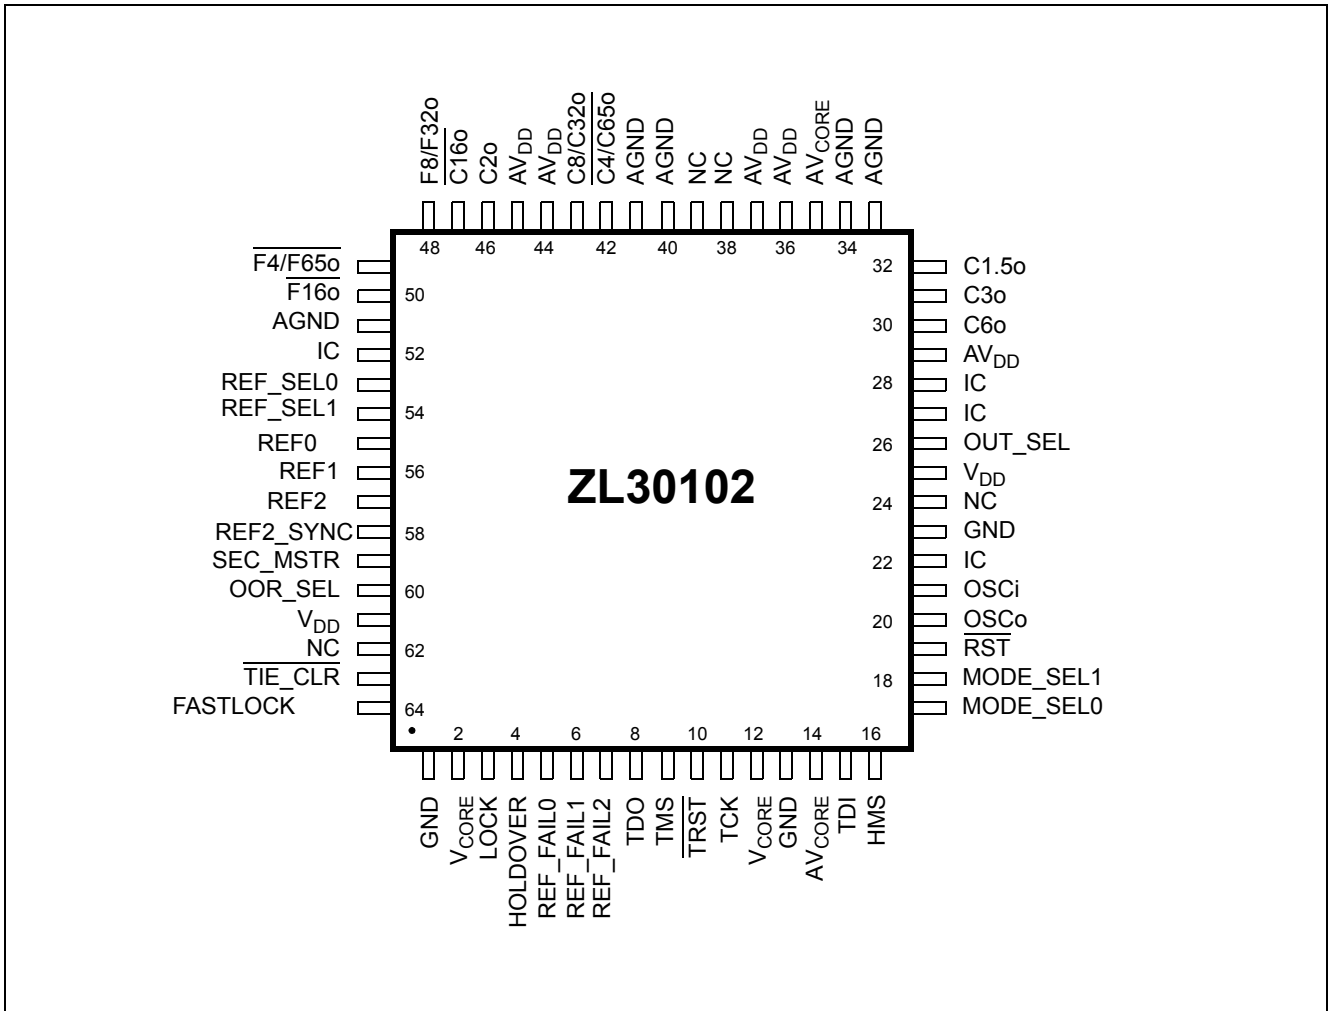 F8/F32o
C16o
C2o
AVDD
AVDD
C8/C32o
C4/C65o
AGND
AGND
NC
NC
AVDD
AVDD
AVCORE
AGND
AGND
48 46 44 42 40 38 36 34
F4/F65o
F16o 50
AGND
IC 52
REF_SEL0
REF_SEL1 54
REF0
REF1 56
REF2
REF2_SYNC 58
SEC_MSTR
OOR_SEL 60
VDD
NC 62
TIE_CLR
FASTLOCK 64
ZL30102
32 C1.5o
C3o
30 C6o
AVDD
28 IC
IC
26 OUT_SEL
VDD
24 NC
GND
22 IC
OSCi
20 OSCo
RST
18 MODE_SEL1
MODE_SEL0
2 4 6 8 10 12 14 16
GND
VCORE
LOCK
HOLDOVER
REF_FAIL0
REF_FAIL1
REF_FAIL2
TDO
TMS
TRST
TCK
VCORE
GND
AVCORE
TDI
HMS